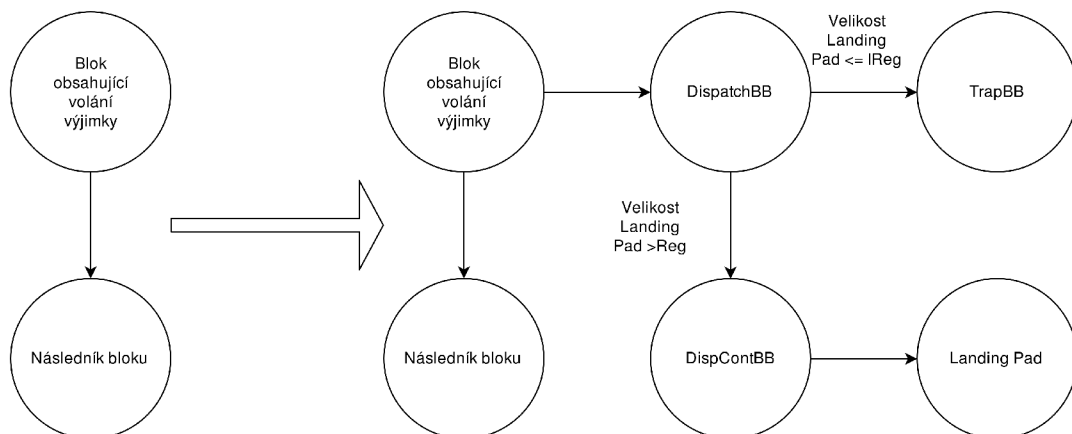 Blok
obsahující
volání
výjimky
Následník bloku
Blok
obsahující
volání
výjimky
DispatchBB
Velikost
Landing
Pad <= IReg
TrapBB
Velikost
Landing
Pad >Reg
Následník bloku
DispContBB
Landing Pad